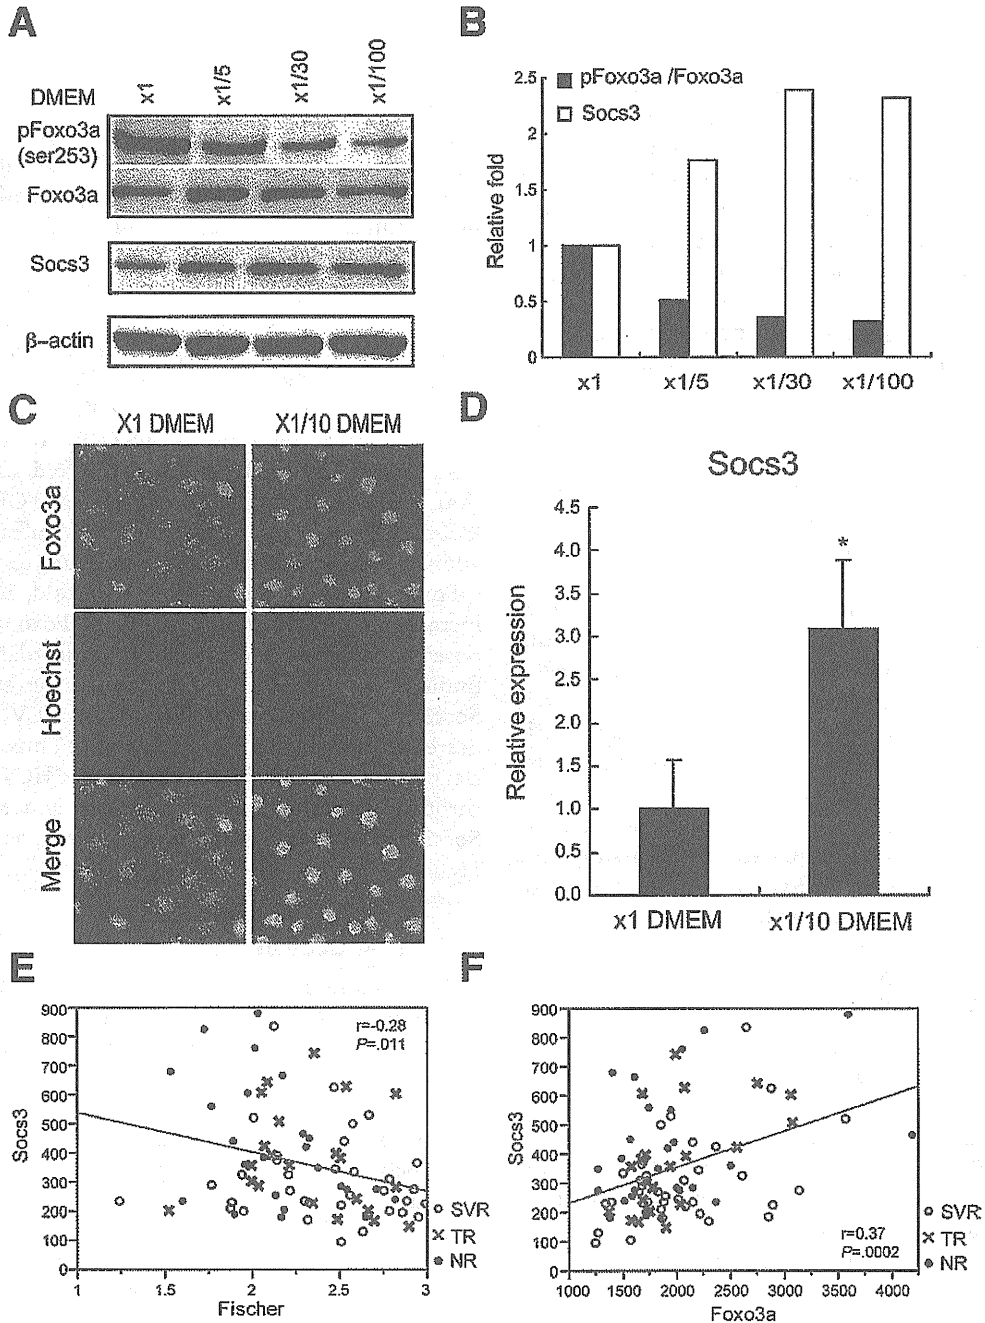 A
DMEM
x1
x1/5
x1/30
x1/100
pFoxo3a
(ser253)
Foxo3a
Socs3
β–actin
B
pFoxo3a /Foxo3a
Socs3
Relative fold
2.5
2
1.5
1
0.5
0
x1
x1/5
x1/30
x1/100
C
X1 DMEM
X1/10 DMEM
Foxo3a
Hoechst
Merge
D
Socs3
Relative expression
4.5
4.0
3.5
3.0
2.5
2.0
1.5
1.0
0.5
0.0
*
x1 DMEM
x1/10 DMEM
E
Socs3
900
800
700
600
500
400
300
200
100
0
r=-0.28
P=.011
1
1.5
2
2.5
3
Fischer
SVR
TR
NR
F
Socs3
900
800
700
600
500
400
300
200
100
0
r=0.37
P=.0002
1000
1500
2000
2500
3000
3500
4000
Foxo3a
SVR
TR
NR